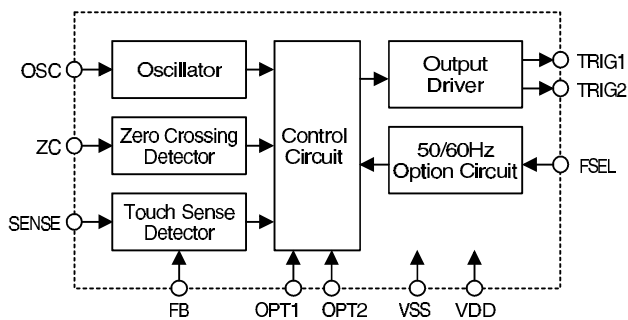 OSC
Oscillator
ZC
Zero Crossing
Detector
SENSE
Touch Sense
Detector
Control
Circuit
Output
Driver
TRIG1
TRIG2
50/60Hz
Option Circuit
FSEL
FB
OPT1
OPT2
VSS
VDD